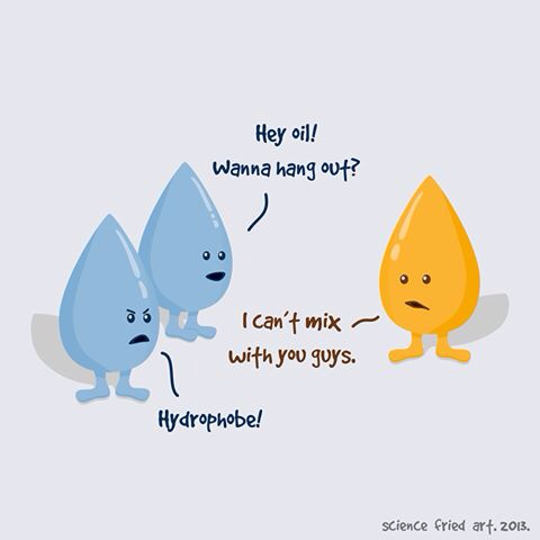 Hey oil!
Wanna hang out?
I can't mix
with you guys.
Hydrophobe!
science fried art. 2013.